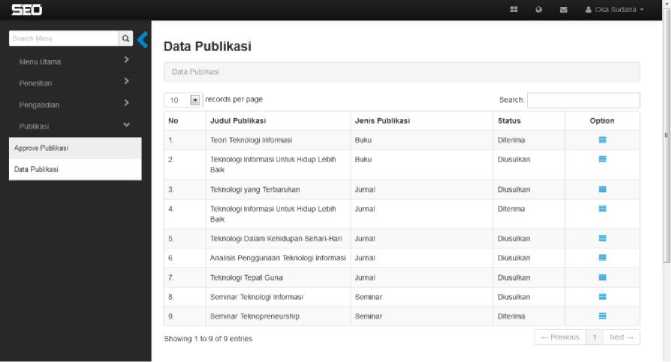 SEO
Oka Sudana
Search Menu
Menu Utama
Penelitian
Pengabdian
Publikasi
Approve Publikasi
Data Publikasi
Data Publikasi
Data Publikasi
10 records per page
Search:
No Judul Publikasi Jenis Publikasi Status Option
1. Teori Teknologi Informasi Buku Diterima
2. Teknologi Informasi Untuk Hidup Lebih Buku Diusulkan
Baik
3. Teknologi yang Terbarukan Jurnal Diusulkan
4. Teknologi Informasi Untuk Hidup Lebih Jurnal Diterima
Baik
5. Teknologi Dalam Kehidupan Sehari-Hari Jurnal Diusulkan
6. Analisis Penggunaan Teknologi Informasi Jurnal Diusulkan
7. Teknologi Tepat Guna Jurnal Diusulkan
8. Seminar Teknologi Informasi Seminar Diusulkan
9. Seminar Teknopreneurship Seminar Diterima
Showing 1 to 9 of 9 entries
← Previous 1 Next →